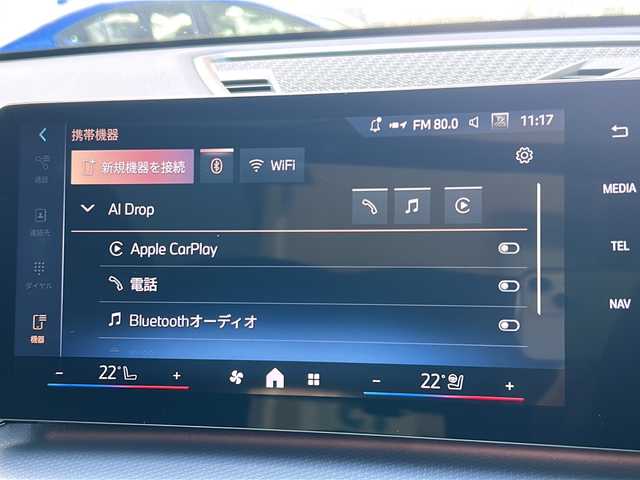 携帯機器
FM 80.0
11:17
新規機器を接続
WiFi
MEDIA
通話
AI Drop
連絡先
Apple CarPlay
TEL
ダイヤル
電話
NAV
Bluetoothオーディオ
機器
- 22° +
- 22° +